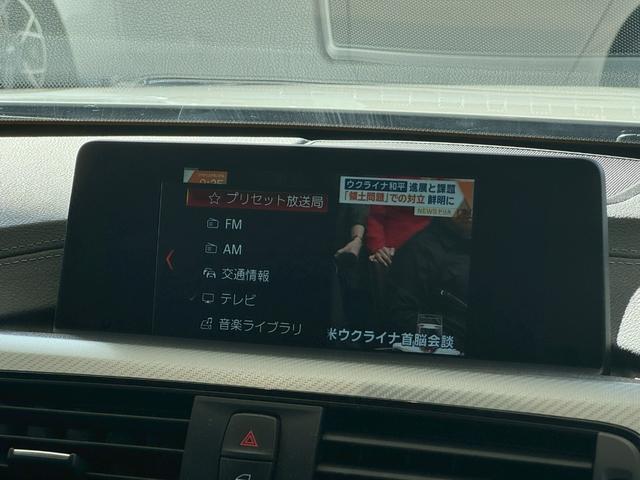 プリセット放送局
FM
AM
交通情報
テレビ
音楽ライブラリ
ウクライナ和平 進展と課題
「領土問題」での対立 鮮明に
米ウクライナ首脳会談